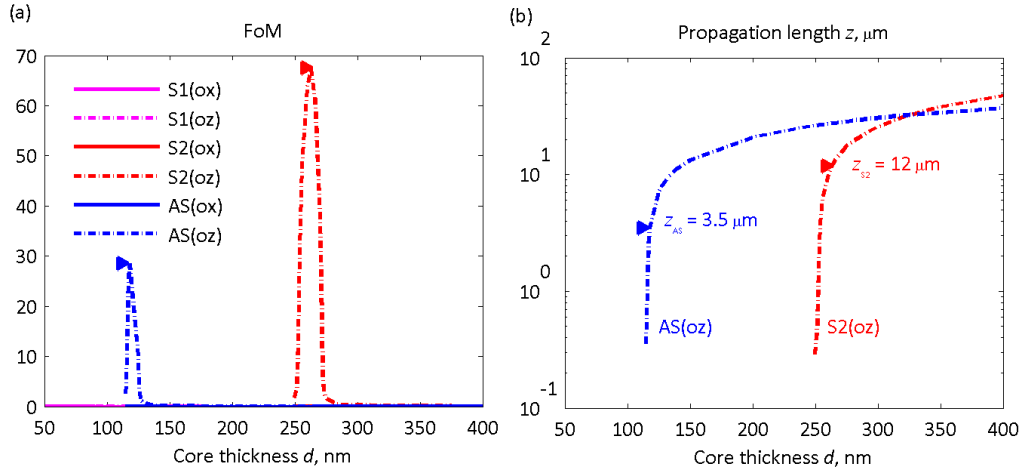 (a)
FoM
70
60
50
40
30
20
10
0
S1(ox)
S1(oz)
S2(ox)
S2(oz)
AS(ox)
AS(oz)
50 100 150 200 250 300 350 400
Core thickness d, nm
(b)
Propagation length z, μm
10 2
10 1
10 0
10 -1
z_S2 = 12 μm
z_AS = 3.5 μm
AS(oz)
S2(oz)
50 100 150 200 250 300 350 400
Core thickness d, nm